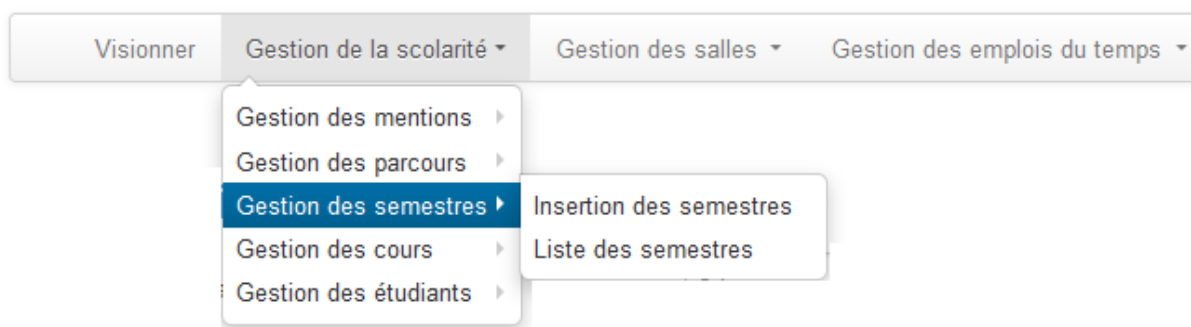 Visionner Gestion de la scolarité Gestion des salles Gestion des emplois du temps
Gestion des mentions
Gestion des parcours
Gestion des semestres Insertion des semestres
Gestion des cours Liste des semestres
Gestion des étudiants